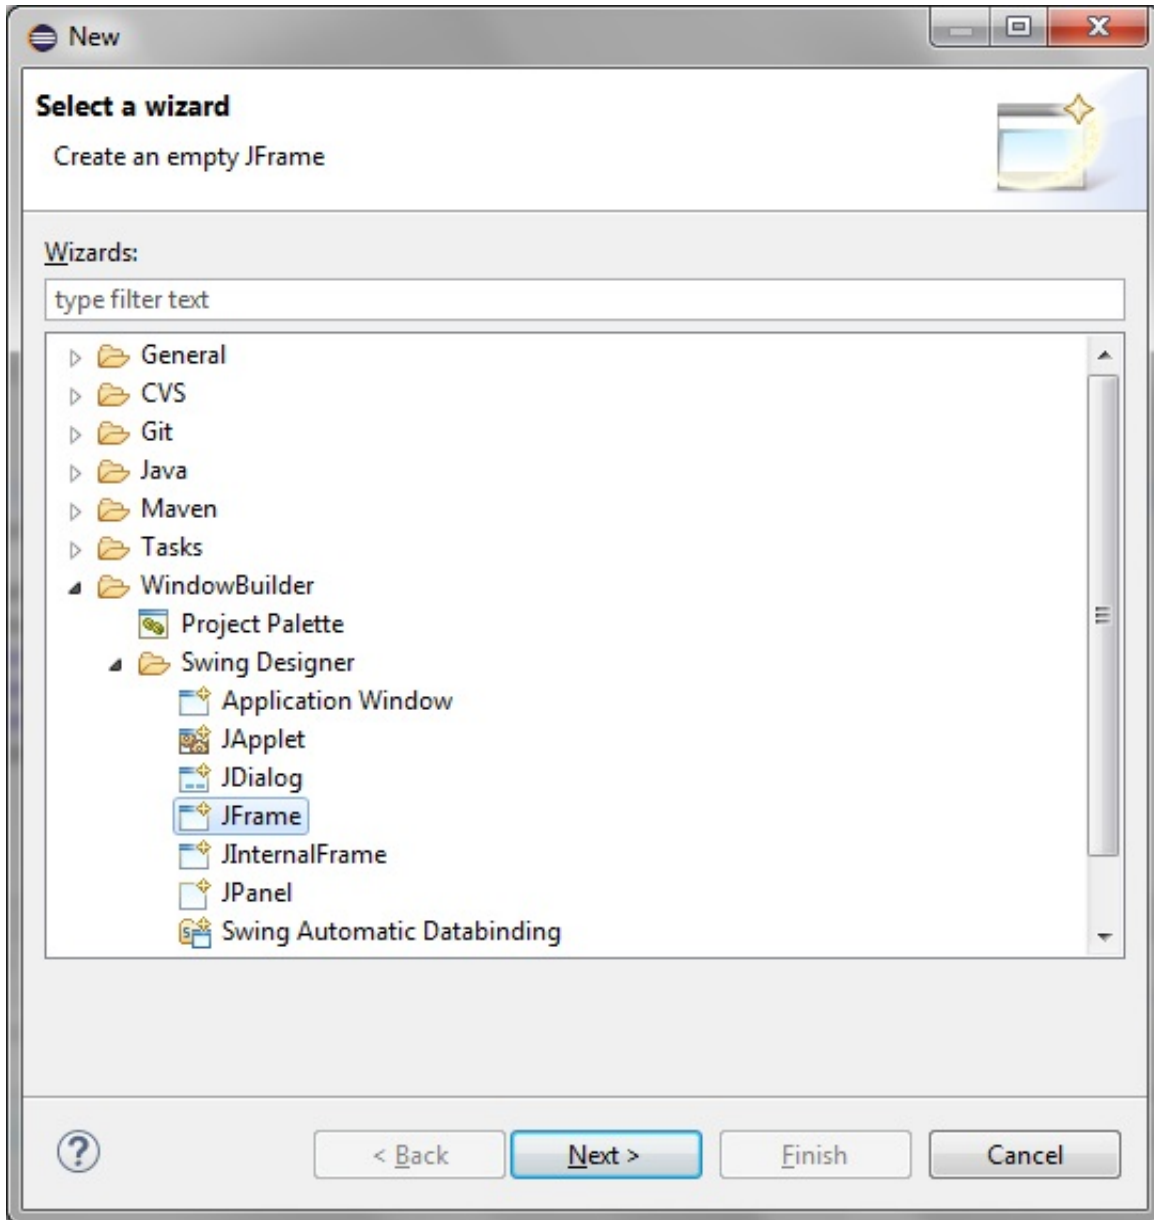 New
Select a wizard
Create an empty JFrame
Wizards:
type filter text
General
CVS
Git
Java
Maven
Tasks
WindowBuilder
Project Palette
Swing Designer
Application Window
JApplet
JDialog
JFrame
JInternalFrame
JPanel
Swing Automatic Databinding
? < Back Next > Finish Cancel